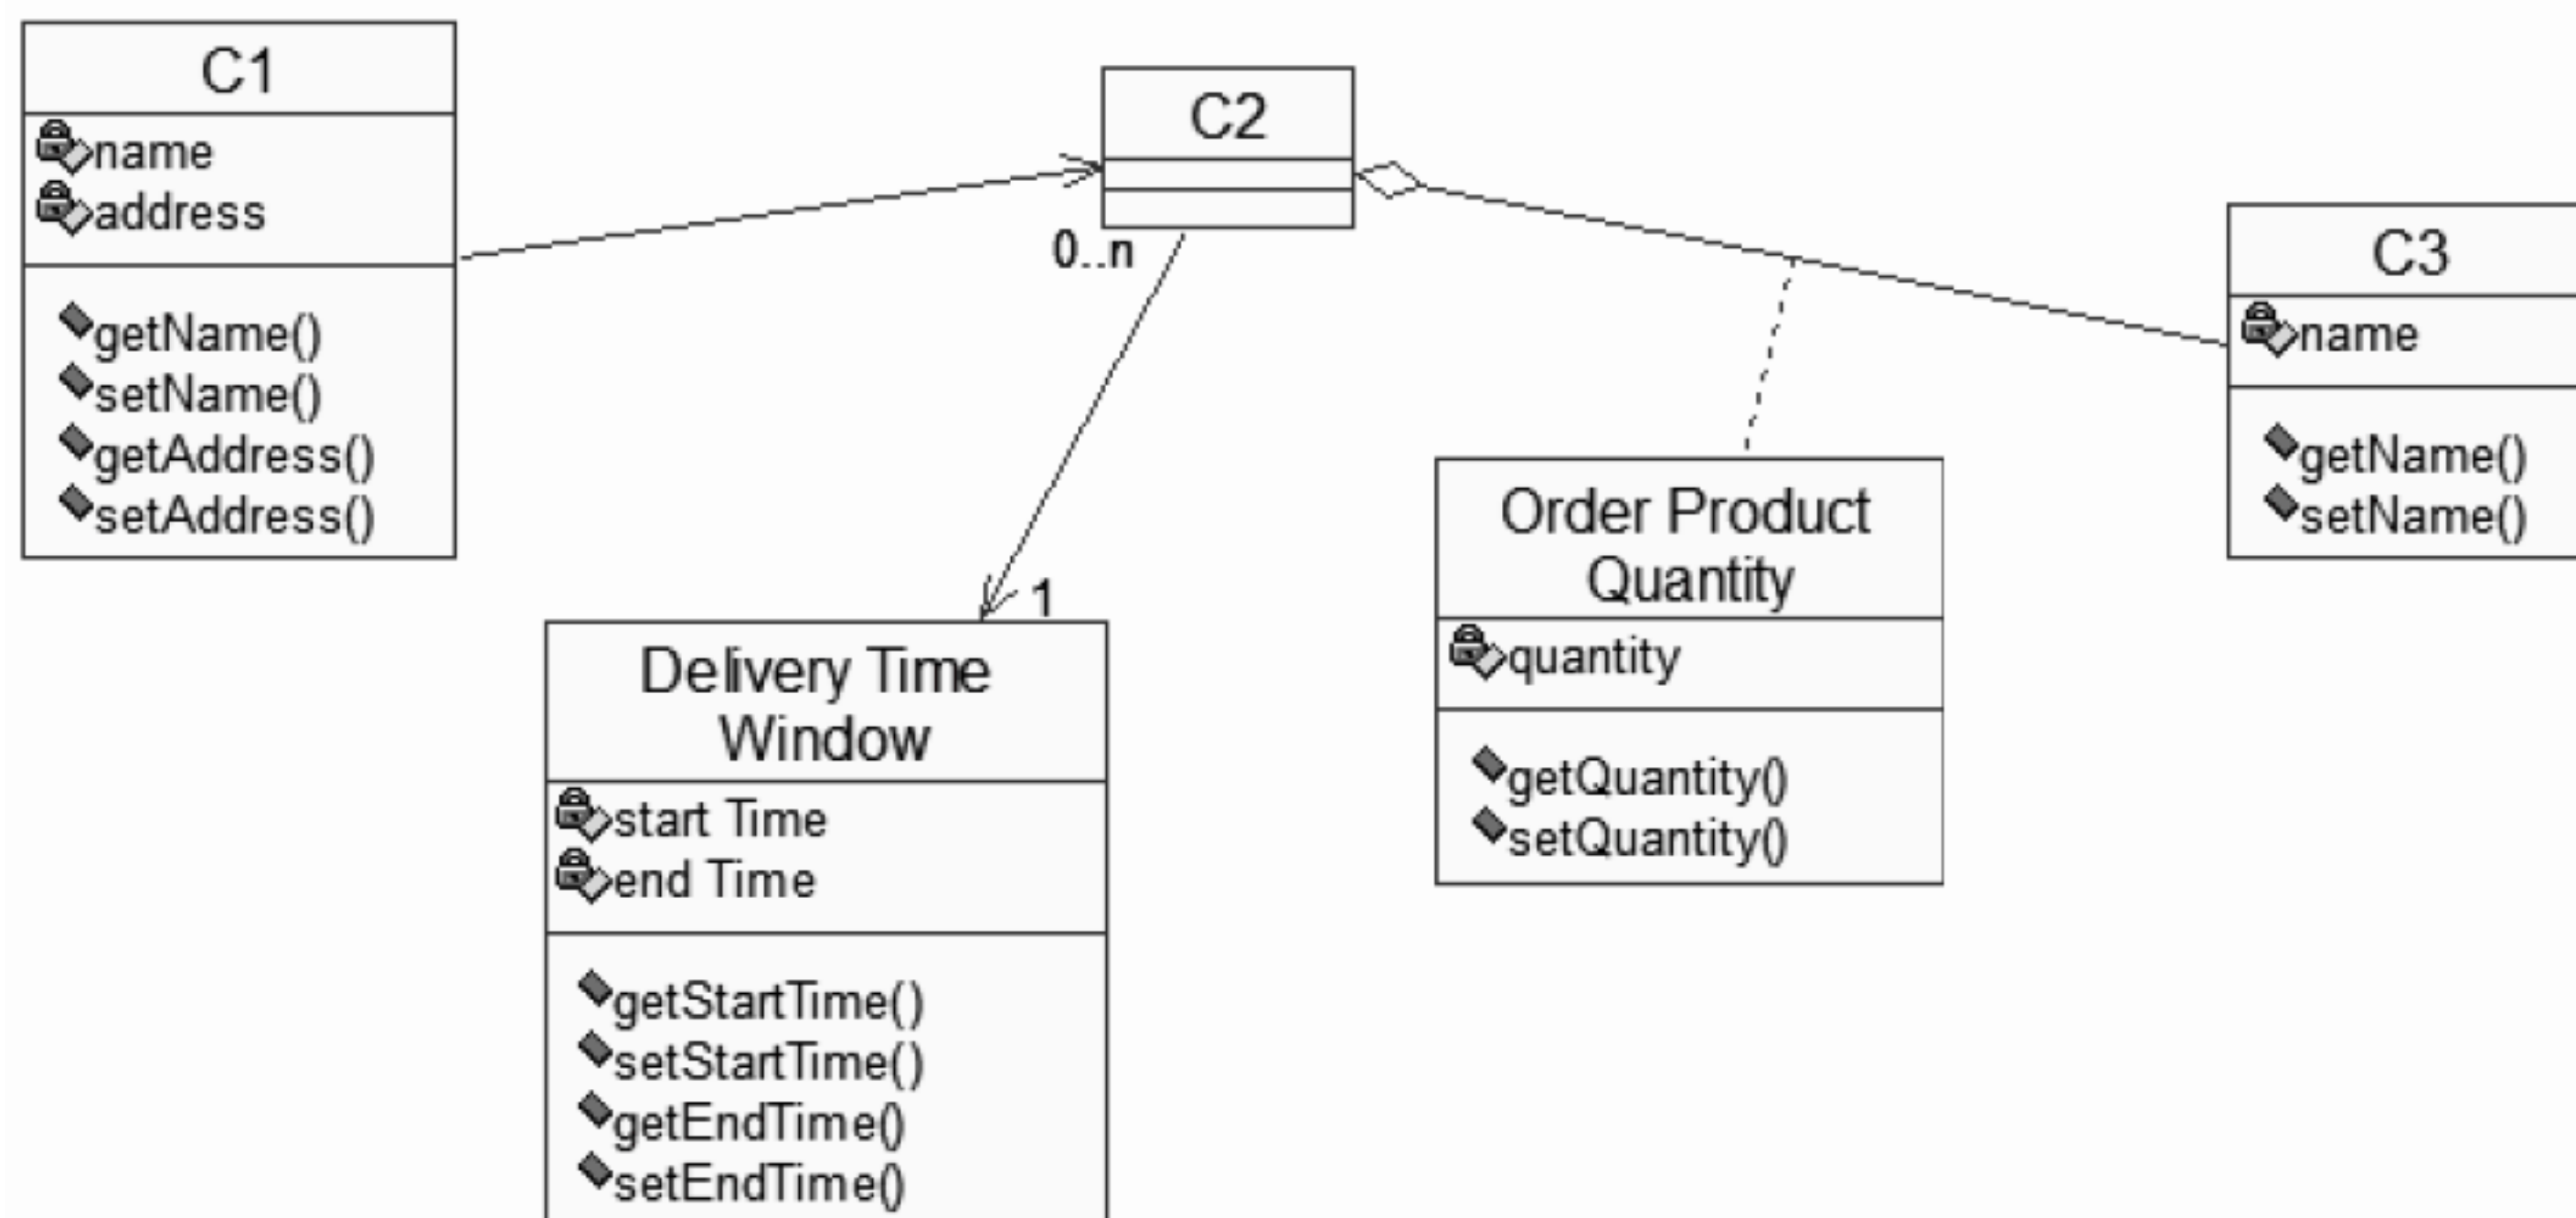 C1
name
address
getName()
setName()
getAddress()
setAddress()
C2
0..n
1
C3
name
getName()
setName()
Order Product
Quantity
quantity
getQuantity()
setQuantity()
Delivery Time
Window
start Time
end Time
getStartTime()
setStartTime()
getEndTime()
setEndTime()